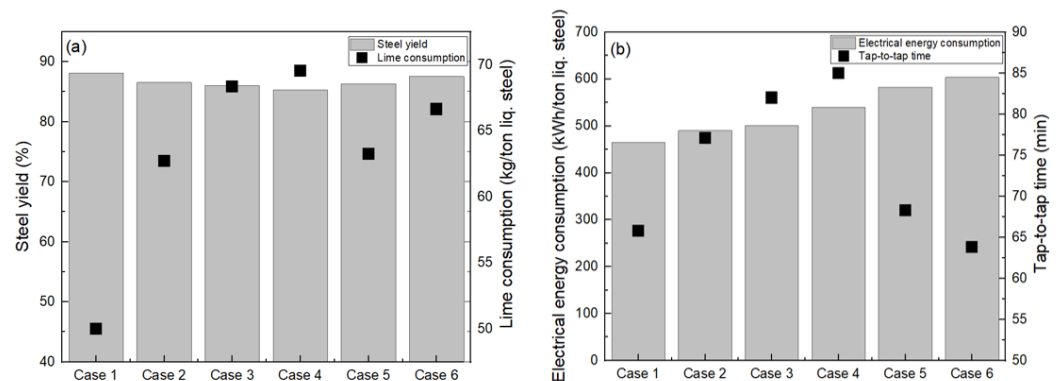 (a)
Steel yield
Lime consumption
Steel yield (%)
90
80
70
60
50
40
70
65
60
55
50
Lime consumption (kg/ton liq. steel)
Case 1 Case 2 Case 3 Case 4 Case 5 Case 6
(b)
Electrical energy consumption
Tap-to-tap time
Electrical energy consumption (kWh/ton liq. steel)
700
600
500
400
300
200
100
0
90
85
80
75
70
65
60
55
50
Tap-to-tap time (min)
Case 1 Case 2 Case 3 Case 4 Case 5 Case 6